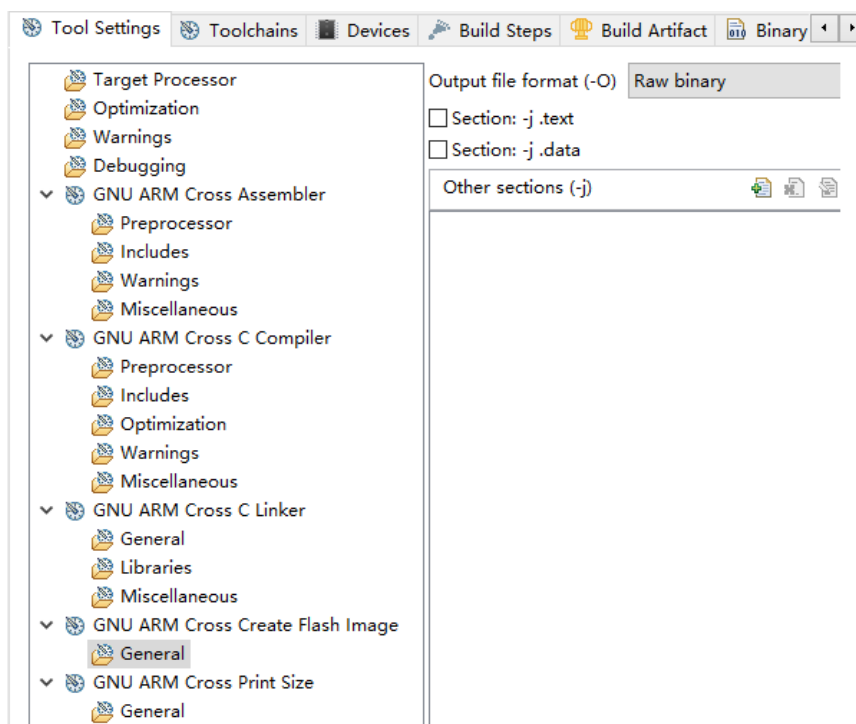 Tool Settings Toolchains Devices Build Steps Build Artifact Binary
Target Processor
Optimization
Warnings
Debugging
GNU ARM Cross Assembler
Preprocessor
Includes
Warnings
Miscellaneous
GNU ARM Cross C Compiler
Preprocessor
Includes
Optimization
Warnings
Miscellaneous
GNU ARM Cross C Linker
General
Libraries
Miscellaneous
GNU ARM Cross Create Flash Image
General
GNU ARM Cross Print Size
General
Output file format (-O) Raw binary
Section: -j .text
Section: -j .data
Other sections (-j)